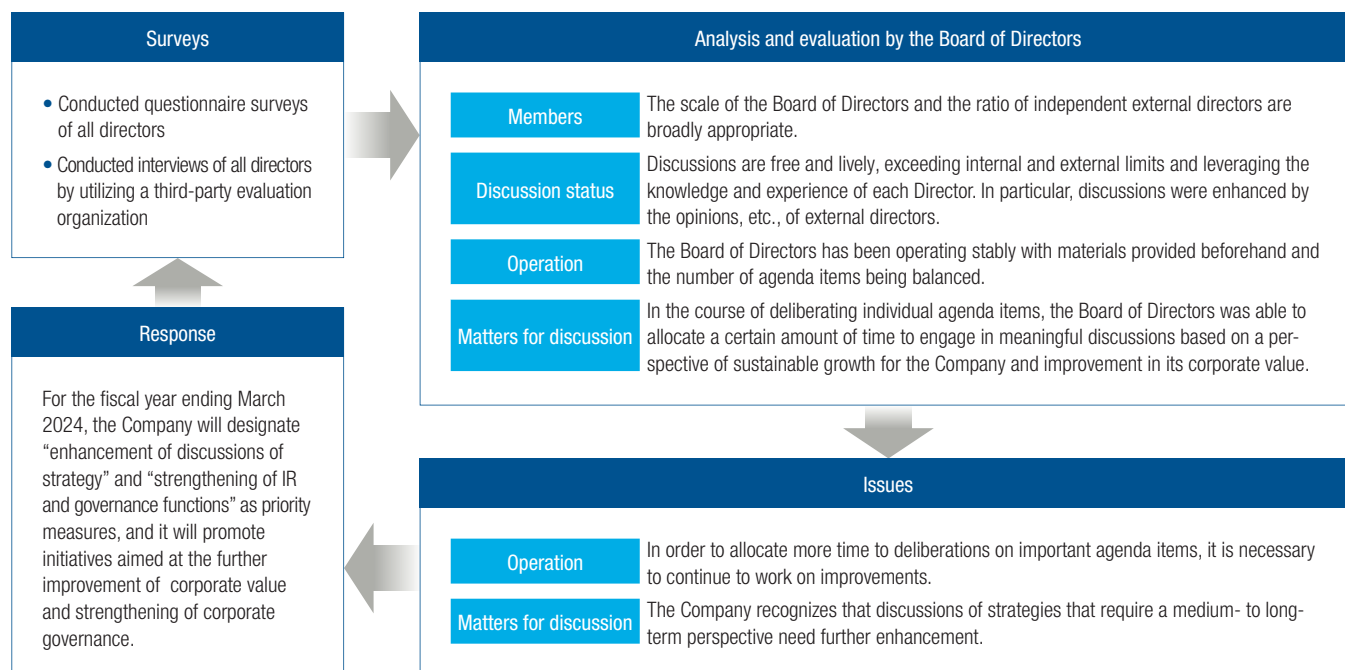 Surveys
• Conducted questionnaire surveys
of all directors
• Conducted interviews of all directors
by utilizing a third-party evaluation
organization
Analysis and evaluation by the Board of Directors
Members
The scale of the Board of Directors and the ratio of independent external directors are
broadly appropriate.
Discussion status
Discussions are free and lively, exceeding internal and external limits and leveraging the
knowledge and experience of each Director. In particular, discussions were enhanced by
the opinions, etc., of external directors.
Operation
The Board of Directors has been operating stably with materials provided beforehand and
the number of agenda items being balanced.
Matters for discussion
In the course of deliberating individual agenda items, the Board of Directors was able to
allocate a certain amount of time to engage in meaningful discussions based on a per-
spective of sustainable growth for the Company and improvement in its corporate value.
Issues
Operation
In order to allocate more time to deliberations on important agenda items, it is necessary
to continue to work on improvements.
Matters for discussion
The Company recognizes that discussions of strategies that require a medium- to long-
term perspective need further enhancement.
Response
For the fiscal year ending March
2024, the Company will designate
“enhancement of discussions of
strategy” and “strengthening of IR
and governance functions” as priority
measures, and it will promote
initiatives aimed at the further
improvement of corporate value
and strengthening of corporate
governance.